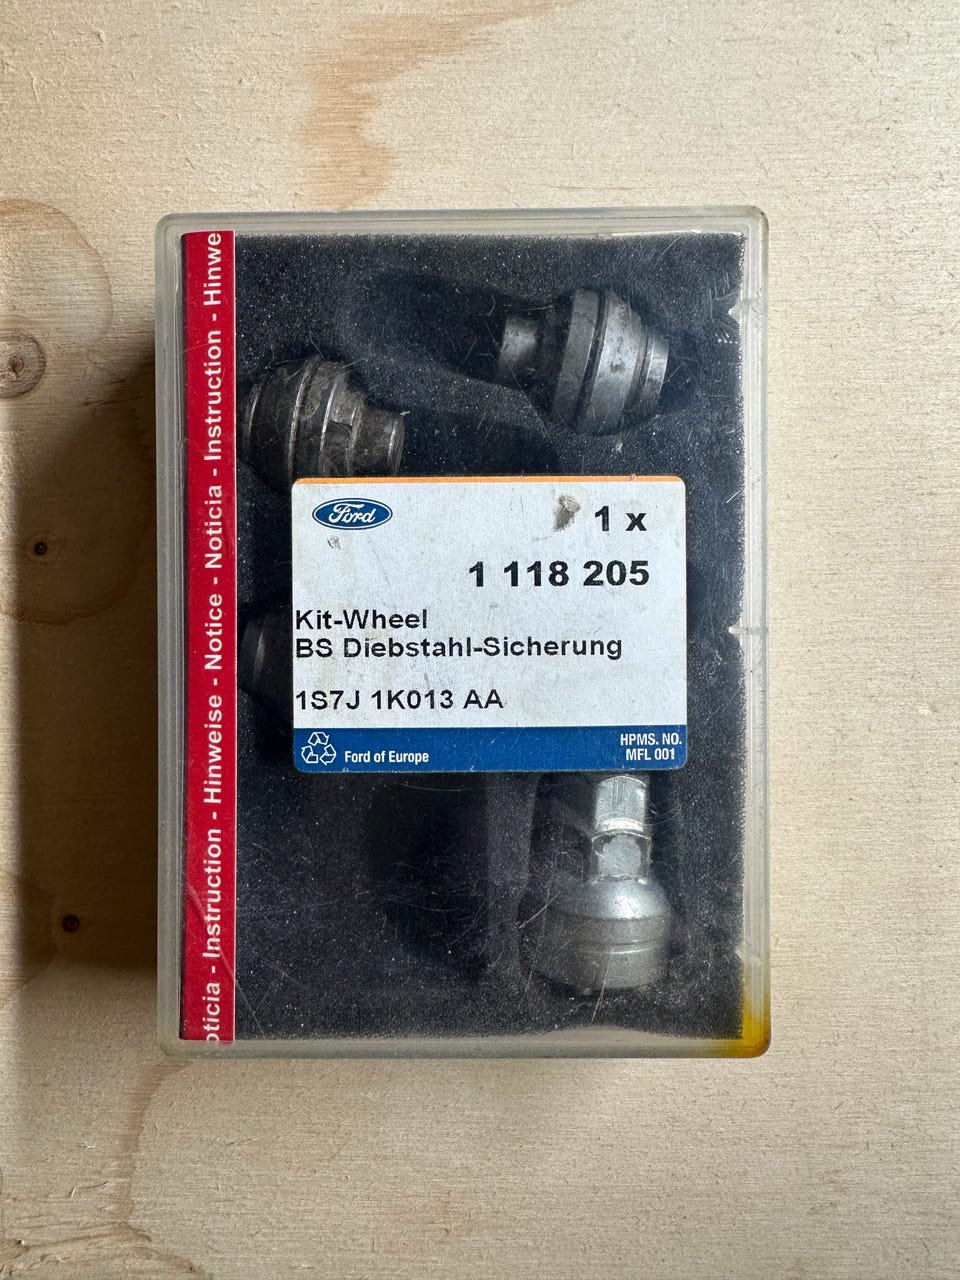 oticia - Instruction - Hinweise - Notice - Noticia - Instruction - Hinwe
Ford
1 x
1 118 205
Kit-Wheel
BS Diebstahl-Sicherung
1S7J 1K013 AA
Ford of Europe
HPMS. NO.
MFL 001